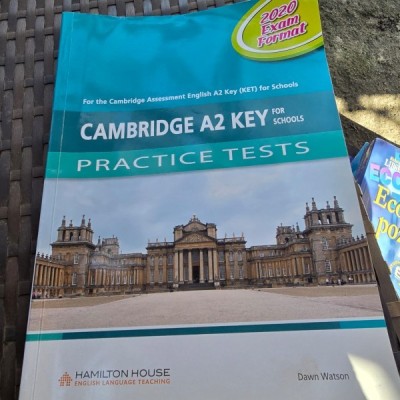 2020
Exam
Format
For the Cambridge Assessment English A2 Key (KET) for Schools
CAMBRIDGE A2 KEY FOR
SCHOOLS
PRACTICE TESTS
HAMILTON HOUSE
ENGLISH LANGUAGE TEACHING
Dawn Watson